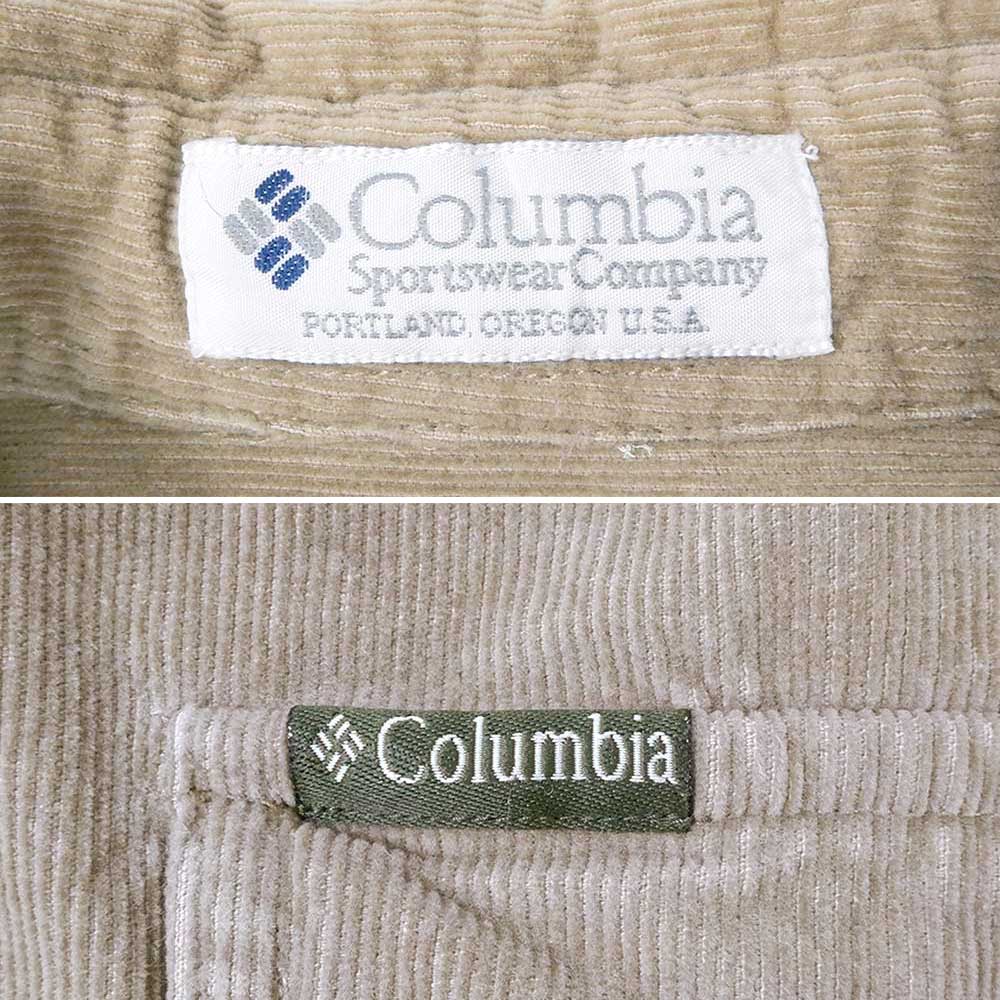 Columbia
Sportswear Company
PORTLAND, OREGON U.S.A.
Columbia